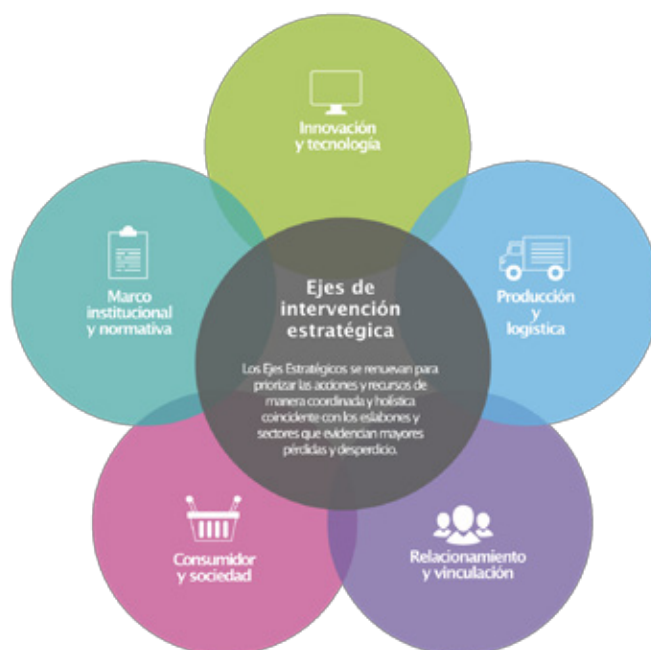 Innovación
y tecnología
Marco
institucional
y normativa
Ejes de
intervención
estratégica
Los Ejes Estratégicos se renuevan para
priorizar las acciones y recursos de
manera coordinada y holística
coincidente con los eslabones y
sectores que evidencian mayores
pérdidas y desperdicio.
Producción
y
logística
Consumidor
y sociedad
Relacionamiento
y vinculación